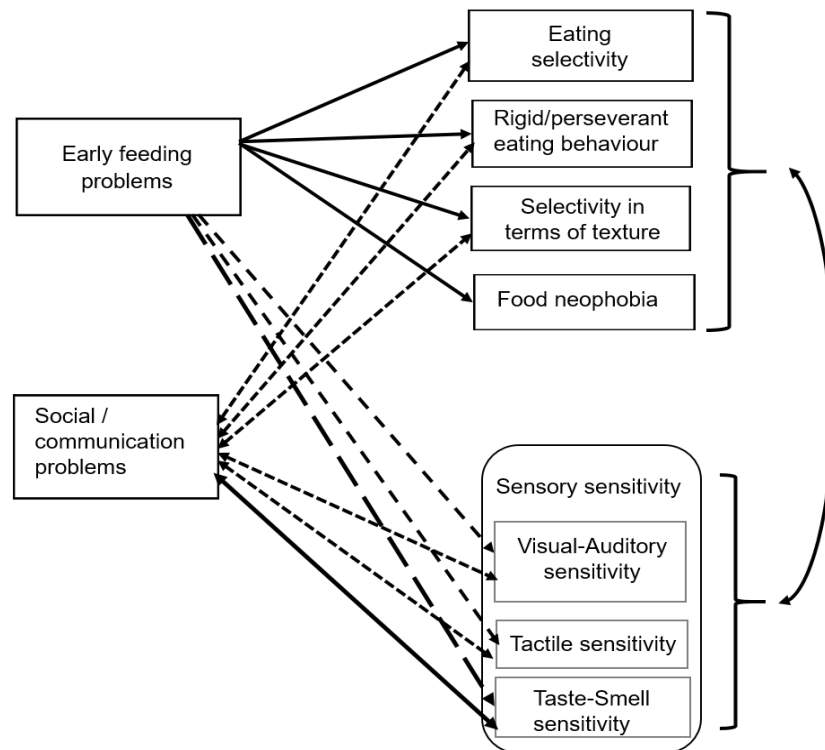 Eating
selectivity
Early feeding
problems
Rigid/perseverant
eating behaviour
Selectivity in
terms of texture
Food neophobia
Social /
communication
problems
Sensory sensitivity
Visual-Auditory
sensitivity
Tactile sensitivity
Taste-Smell
sensitivity